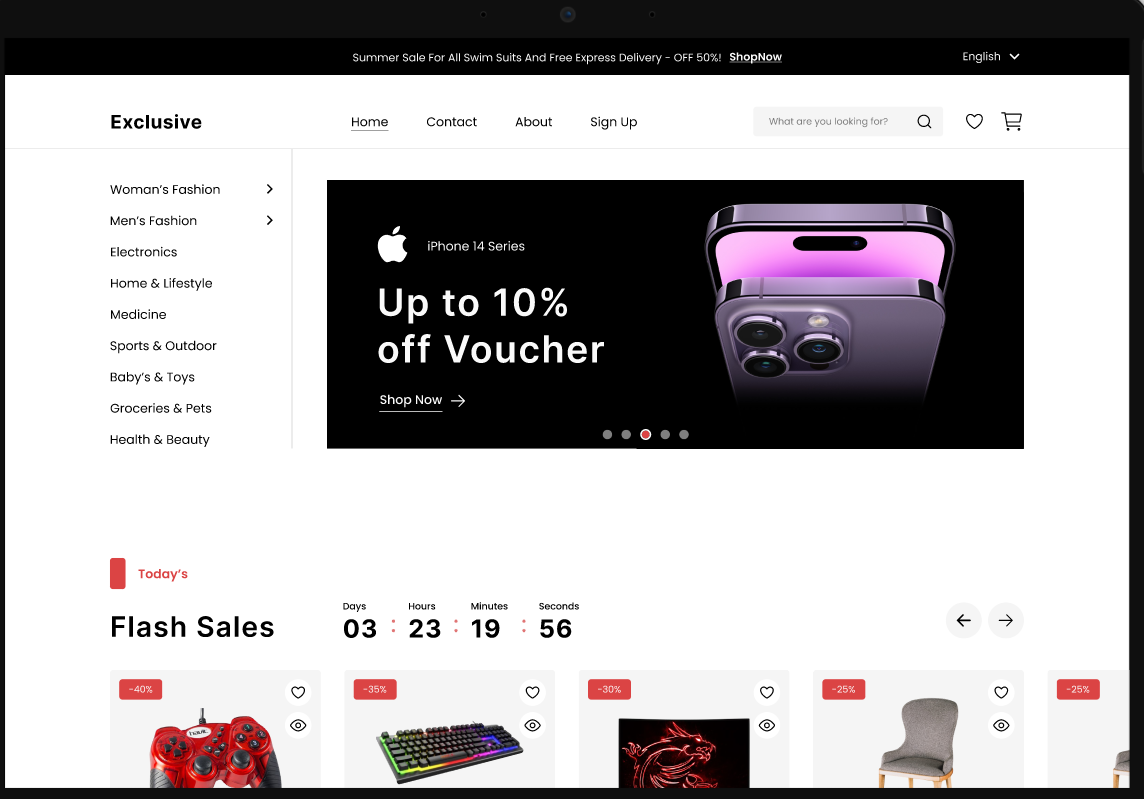 Summer Sale For All Swim Suits And Free Express Delivery - OFF 50%! ShopNow
English
Exclusive
Home Contact About Sign Up
What are you looking for?
Woman's Fashion
Men's Fashion
Electronics
Home & Lifestyle
Medicine
Sports & Outdoor
Baby's & Toys
Groceries & Pets
Health & Beauty
iPhone 14 Series
Up to 10%
off Voucher
Shop Now
Today's
Flash Sales
Days Hours Minutes Seconds
03 : 23 : 19 : 56
-40% -35% -30% -25% -25%
havit